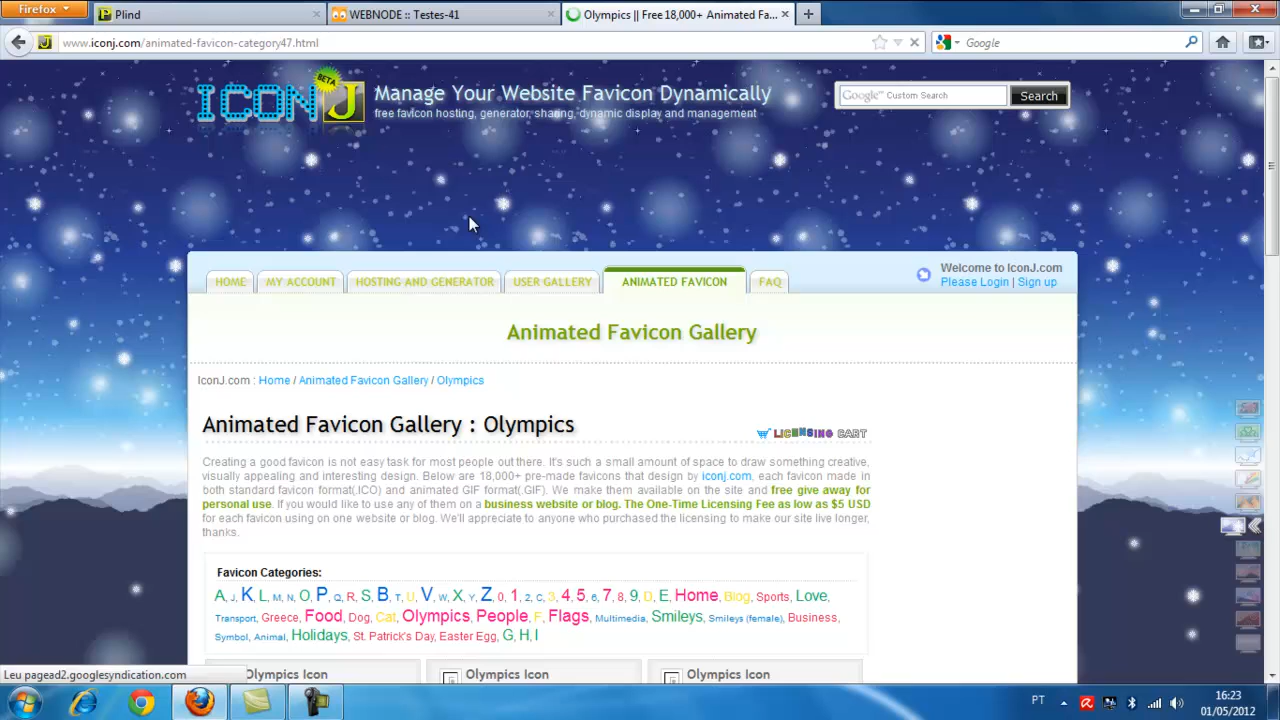 Firefox
Plind
WEBNODE :: Testes-41
Olympics || Free 18,000+ Animated Fa...
www.iconj.com/animated-favicon-category47.html
Google
ICON J BETA
Manage Your Website Favicon Dynamically
free favicon hosting, generator, sharing, dynamic display and management
Google™ Custom Search
Search
HOME
MY ACCOUNT
HOSTING AND GENERATOR
USER GALLERY
ANIMATED FAVICON
FAQ
Welcome to IconJ.com
Please Login | Sign up
Animated Favicon Gallery
IconJ.com : Home / Animated Favicon Gallery / Olympics
Animated Favicon Gallery : Olympics
LICENSING CART
Creating a good favicon is not easy task for most people out there. It's such a small amount of space to draw something creative,
visually appealing and interesting design. Below are 18,000+ pre-made favicons that design by iconj.com, each favicon made in
both standard favicon format(.ICO) and animated GIF format(.GIF). We make them available on the site and free give away for
personal use. If you would like to use any of them on a business website or blog. The One-Time Licensing Fee as low as $5 USD
for each favicon using on one website or blog. We'll appreciate to anyone who purchased the licensing to make our site live longer,
thanks.
Favicon Categories:
A, J, K, L, M, N, O, P, Q, R, S, B, T, U, V, W, X, Y, Z, 0, 1, 2, C, 3, 4, 5, 6, 7, 8, 9, D, E, Home, Blog, Sports, Love,
Transport, Greece, Food, Dog, Cat, Olympics, People, F, Flags, Multimedia, Smileys, Smileys (female), Business,
Symbol, Animal, Holidays, St. Patrick's Day, Easter Egg, G, H, I
Olympics Icon
Olympics Icon
Olympics Icon
Leu pagead2.googlesyndication.com
PT
16:23
01/05/2012